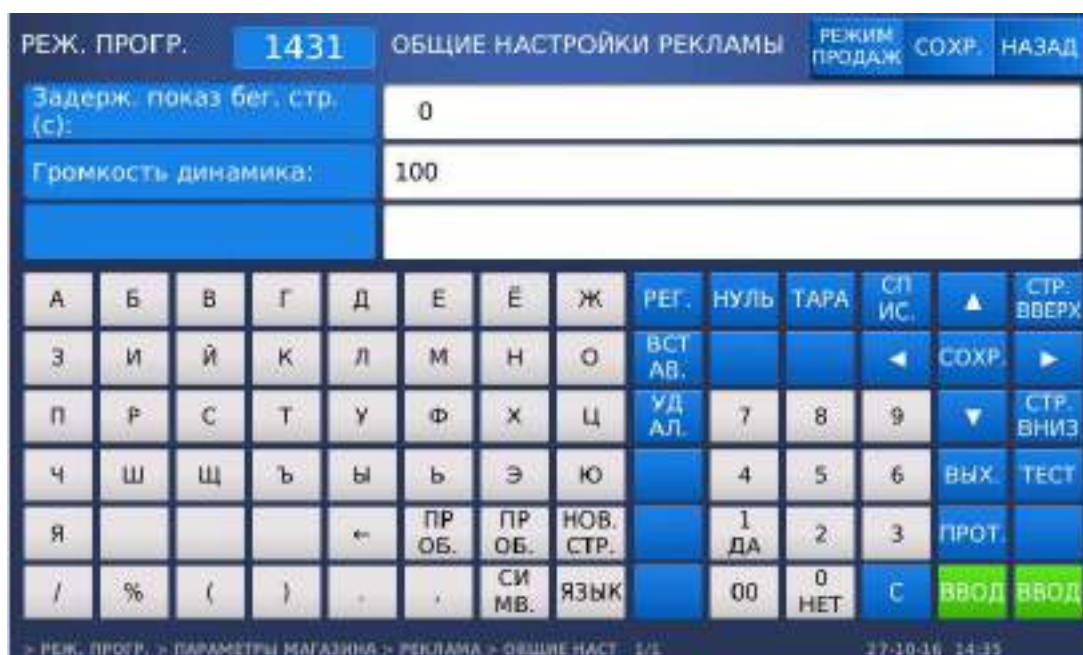 РЕЖ. ПРОГР. 1431 ОБЩИЕ НАСТРОЙКИ РЕКЛАМЫ РЕЖИМ ПРОДАЖ СОХР. НАЗАД
Задерж. показ бег. стр. (с): 0
Громкость динамика: 100
А Б В Г Д Е Ё Ж РЕГ. НУЛЬ ТАРА СП ИС. ▲ СТР. ВВЕРХ
З И Й К Л М Н О ВСТ АВ. ◄ СОХР. ►
П Р С Т У Ф Х Ц УД АЛ. 7 8 9 ▼ СТР. ВНИЗ
Ч Ш Щ Ъ Ы Ь Э Ю 4 5 6 ВЫХ. ТЕСТ
Я ← ПР ОБ. ПР ОБ. НОВ. СТР. 1 ДА 2 3 ПРОТ.
/ % ( ) . , СИ МВ. ЯЗЫК 00 0 НЕТ С ВВОД ВВОД
> РЕЖ. ПРОГР. > ПАРАМЕТРЫ МАГАЗИНА > РЕКЛАМА > ОБЩИЕ НАСТ 1/1 27-10-16 14:35